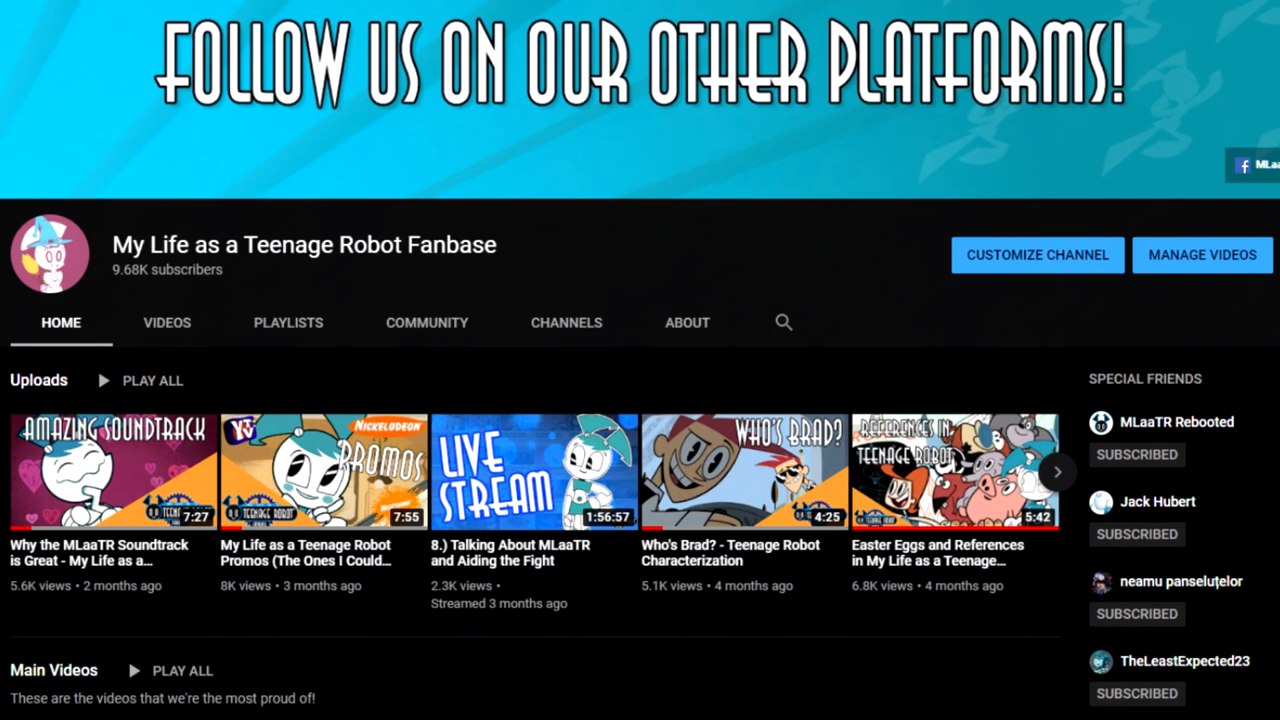 FOLLOW US ON OUR OTHER PLATFORMS!
My Life as a Teenage Robot Fanbase
9.68K subscribers
CUSTOMIZE CHANNEL
MANAGE VIDEOS
HOME VIDEOS PLAYLISTS COMMUNITY CHANNELS ABOUT
Uploads PLAY ALL
AMAZING SOUNDTRACK
7:27
Why the MLaaTR Soundtrack
is Great - My Life as a...
5.6K views • 2 months ago
YTV
NICKELODEON
PROMOS
TEENAGE ROBOT
7:55
My Life as a Teenage Robot
Promos (The Ones I Could...
8K views • 3 months ago
LIVE
STREAM
1:56:57
8.) Talking About MLaaTR
and Aiding the Fight
2.3K views •
Streamed 3 months ago
WHO'S BRAD?
4:25
Who's Brad? - Teenage Robot
Characterization
5.1K views • 4 months ago
REFERENCES IN
TEENAGE ROBOT
5:42
Easter Eggs and References
in My Life as a Teenage...
6.8K views • 4 months ago
SPECIAL FRIENDS
MLaaTR Rebooted
SUBSCRIBED
Jack Hubert
SUBSCRIBED
neamu panseluțelor
SUBSCRIBED
TheLeastExpected23
SUBSCRIBED
Main Videos PLAY ALL
These are the videos that we're the most proud of!